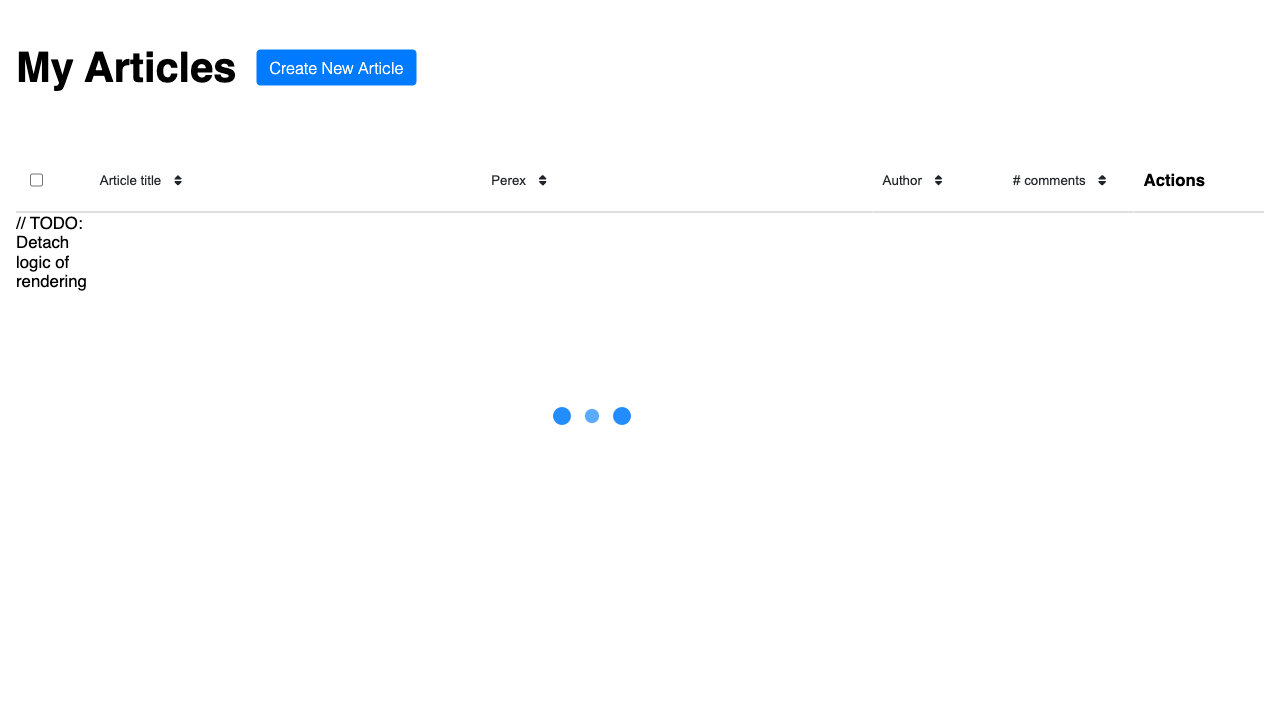 My Articles
Create New Article
Article title
Perex
Author
# comments
Actions
// TODO:
Detach
logic of
rendering